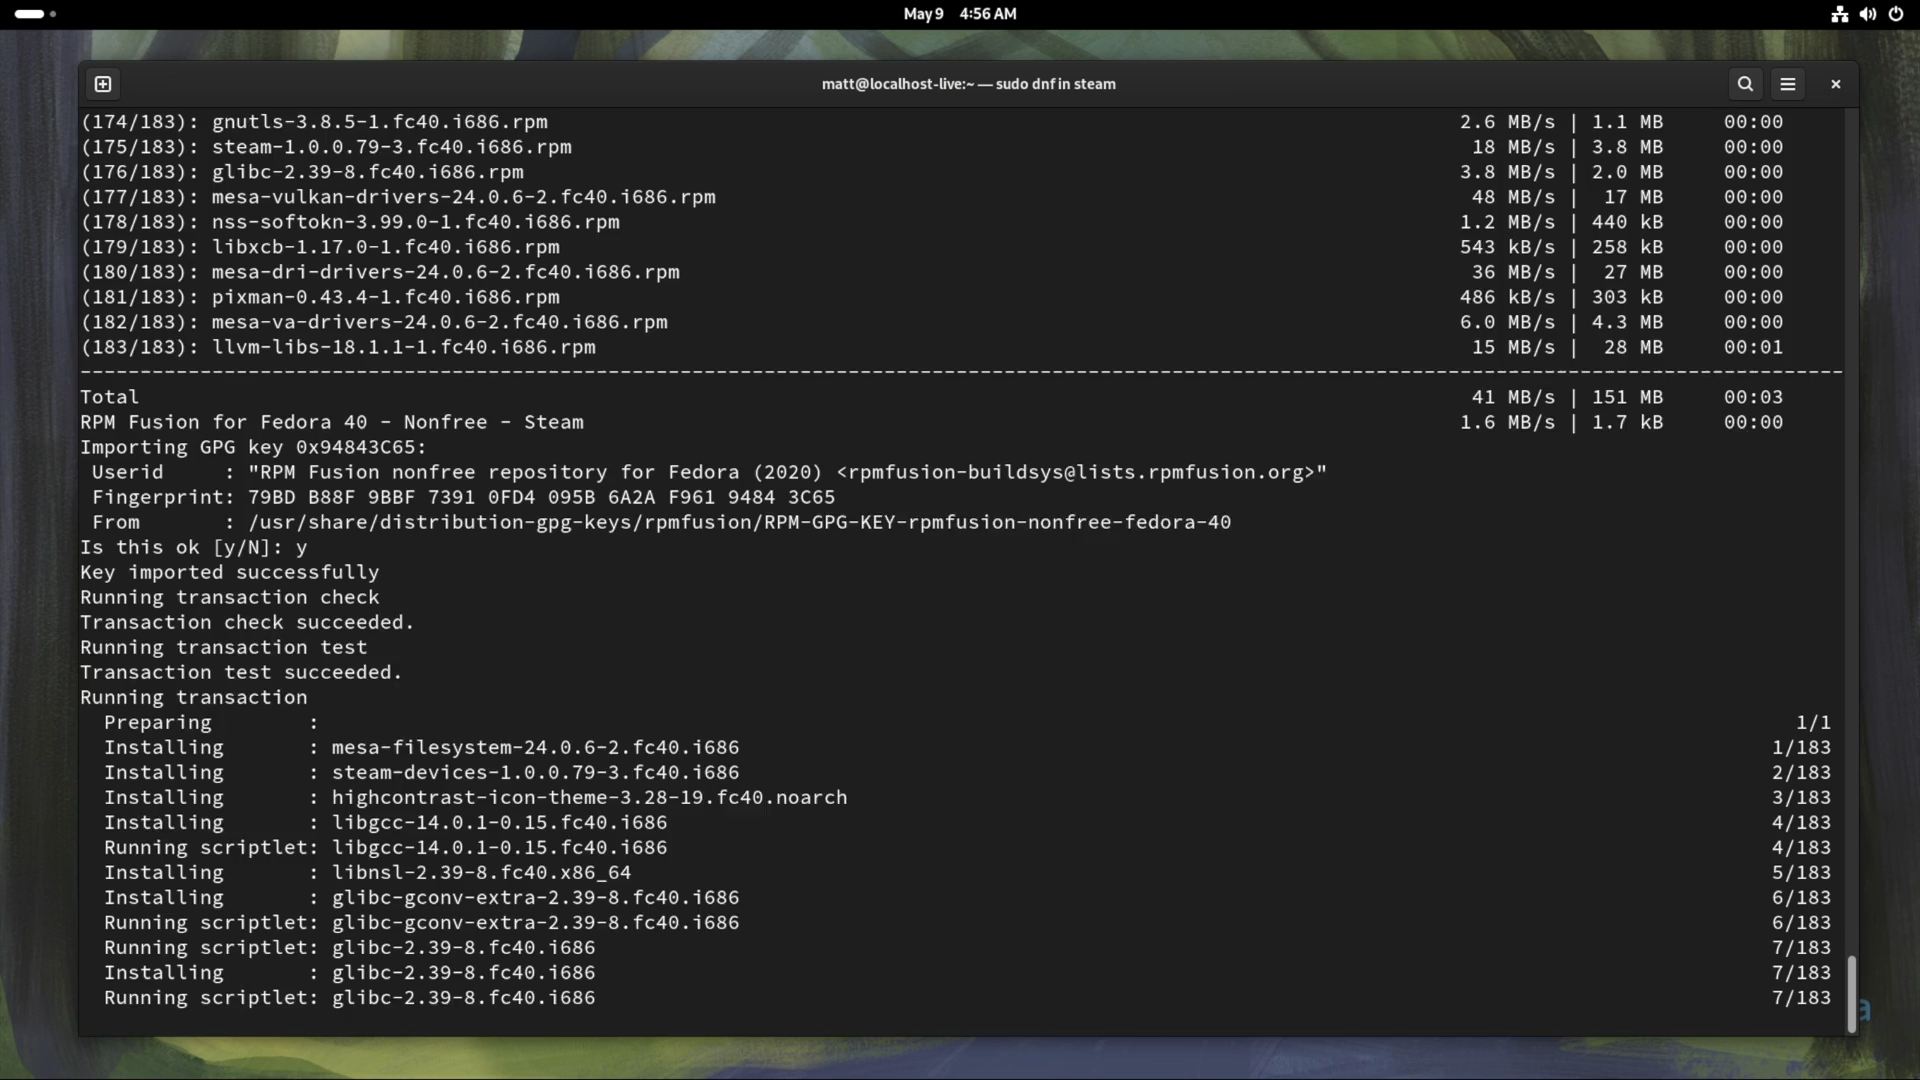 May 9 4:56 AM
matt@localhost-live:~ — sudo dnf in steam
(174/183): gnutls-3.8.5-1.fc40.i686.rpm 2.6 MB/s | 1.1 MB 00:00
(175/183): steam-1.0.0.79-3.fc40.i686.rpm 18 MB/s | 3.8 MB 00:00
(176/183): glibc-2.39-8.fc40.i686.rpm 3.8 MB/s | 2.0 MB 00:00
(177/183): mesa-vulkan-drivers-24.0.6-2.fc40.i686.rpm 48 MB/s | 17 MB 00:00
(178/183): nss-softokn-3.99.0-1.fc40.i686.rpm 1.2 MB/s | 440 kB 00:00
(179/183): libxcb-1.17.0-1.fc40.i686.rpm 543 kB/s | 258 kB 00:00
(180/183): mesa-dri-drivers-24.0.6-2.fc40.i686.rpm 36 MB/s | 27 MB 00:00
(181/183): pixman-0.43.4-1.fc40.i686.rpm 486 kB/s | 303 kB 00:00
(182/183): mesa-va-drivers-24.0.6-2.fc40.i686.rpm 6.0 MB/s | 4.3 MB 00:00
(183/183): llvm-libs-18.1.1-1.fc40.i686.rpm 15 MB/s | 28 MB 00:01
--------------------------------------------------------------------------------
Total 41 MB/s | 151 MB 00:03
RPM Fusion for Fedora 40 - Nonfree - Steam 1.6 MB/s | 1.7 kB 00:00
Importing GPG key 0x94843C65:
Userid : "RPM Fusion nonfree repository for Fedora (2020) <rpmfusion-buildsys@lists.rpmfusion.org>"
Fingerprint: 79BD B88F 9BBF 7391 0FD4 095B 6A2A F961 9484 3C65
From : /usr/share/distribution-gpg-keys/rpmfusion/RPM-GPG-KEY-rpmfusion-nonfree-fedora-40
Is this ok [y/N]: y
Key imported successfully
Running transaction check
Transaction check succeeded.
Running transaction test
Transaction test succeeded.
Running transaction
Preparing : 1/1
Installing : mesa-filesystem-24.0.6-2.fc40.i686 1/183
Installing : steam-devices-1.0.0.79-3.fc40.i686 2/183
Installing : highcontrast-icon-theme-3.28-19.fc40.noarch 3/183
Installing : libgcc-14.0.1-0.15.fc40.i686 4/183
Running scriptlet: libgcc-14.0.1-0.15.fc40.i686 4/183
Installing : libnsl-2.39-8.fc40.x86_64 5/183
Installing : glibc-gconv-extra-2.39-8.fc40.i686 6/183
Running scriptlet: glibc-gconv-extra-2.39-8.fc40.i686 6/183
Running scriptlet: glibc-2.39-8.fc40.i686 7/183
Installing : glibc-2.39-8.fc40.i686 7/183
Running scriptlet: glibc-2.39-8.fc40.i686 7/183
a